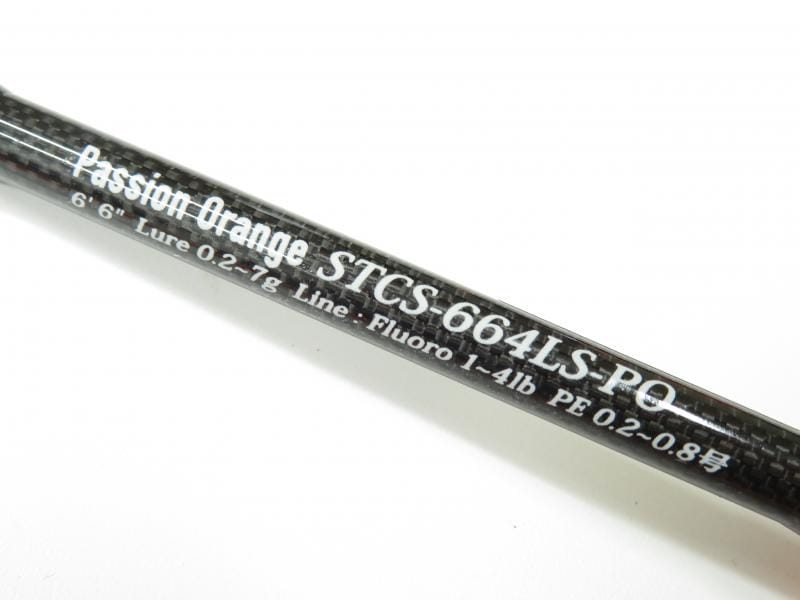 Passion Orange STCS-664LS-PO
6'6" Lure 0.2~7g Line : Fluoro 1~4lb PE 0.2~0.8号